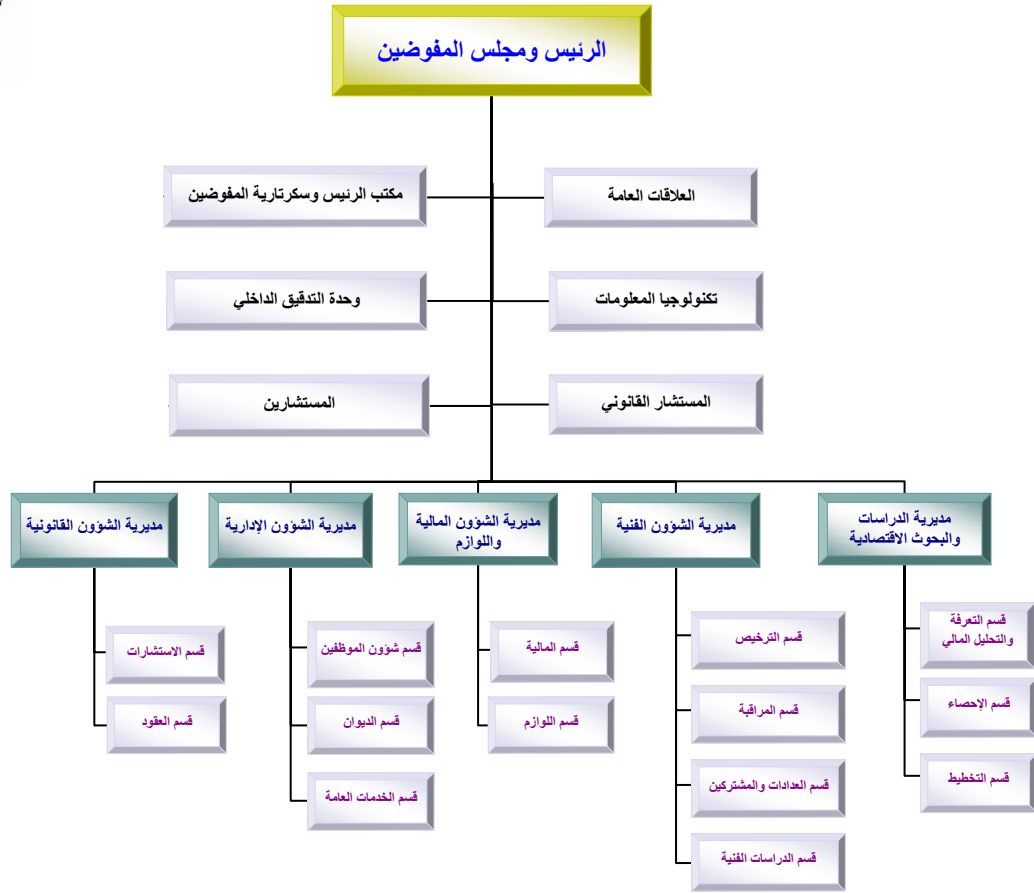 الرئيس ومجلس المفوضين
العلاقات العامة
مكتب الرئيس وسكرتارية المفوضين
تكنولوجيا المعلومات
وحدة التدقيق الداخلي
المستشار القانوني
المستشارين
مديرية الدراسات
والبحوث الاقتصادية
مديرية الشؤون الفنية
مديرية الشؤون المالية
واللوازم
مديرية الشؤون الإدارية
مديرية الشؤون القانونية
قسم التعرفة
والتحليل المالي
قسم الإحصاء
قسم التخطيط
قسم الترخيص
قسم المراقبة
قسم العدادات والمشتركين
قسم الدراسات الفنية
قسم المالية
قسم اللوازم
قسم شؤون الموظفين
قسم الديوان
قسم الخدمات العامة
قسم الاستشارات
قسم العقود